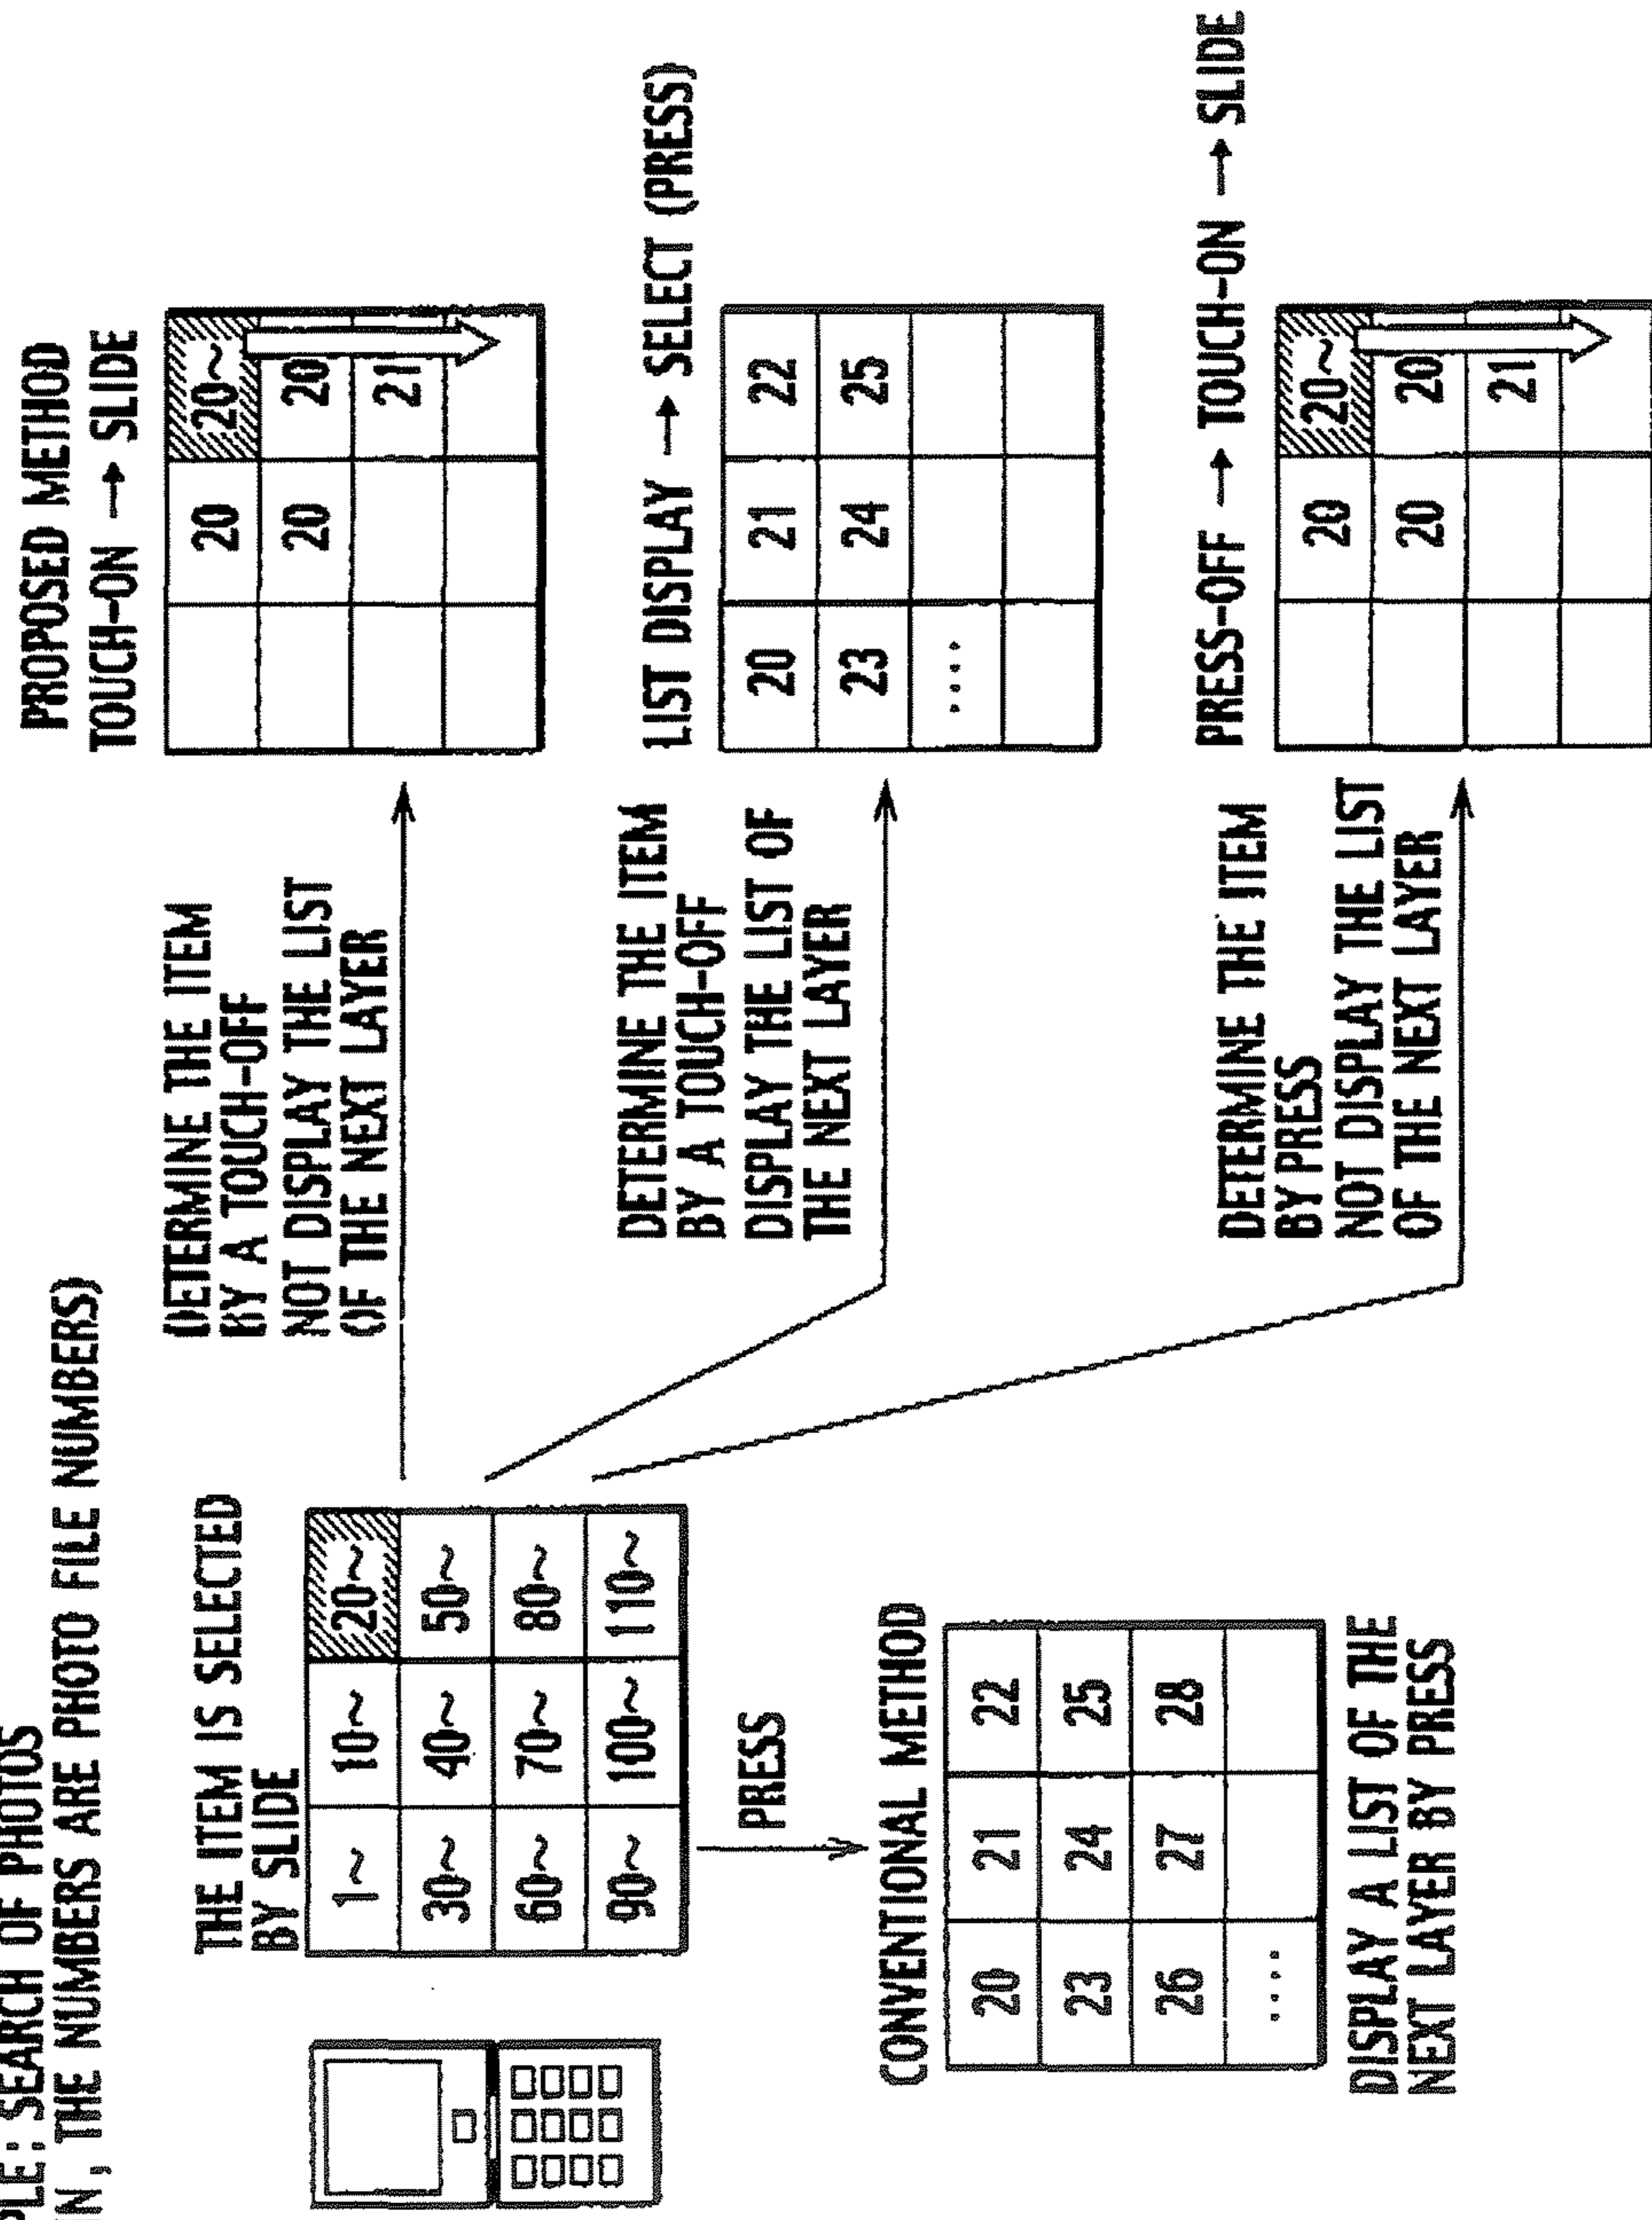 PLE : SEARCH OF PHOTOS
IN , THE NUMBERS ARE PHOTO FILE NUMBERS)
THE ITEM IS SELECTED
BY SLIDE
1~ 10~ 20~
30~ 40~ 50~
60~ 70~ 80~
90~ 100~ 110~
PRESS
CONVENTIONAL METHOD
20 21 22
23 24 25
26 27 28
....
DISPLAY A LIST OF THE
NEXT LAYER BY PRESS
DETERMINE THE ITEM
BY A TOUCH-OFF
NOT DISPLAY THE LIST
OF THE NEXT LAYER
PROPOSED METHOD
TOUCH-ON → SLIDE
20 20~
20 20
21
DETERMINE THE ITEM
BY A TOUCH-OFF
DISPLAY THE LIST OF
THE NEXT LAYER
LIST DISPLAY → SELECT (PRESS)
20 21 22
23 24 25
....
DETERMINE THE ITEM
BY PRESS
NOT DISPLAY THE LIST
OF THE NEXT LAYER
PRESS-OFF → TOUCH-ON → SLIDE
20 20~
20 20
21